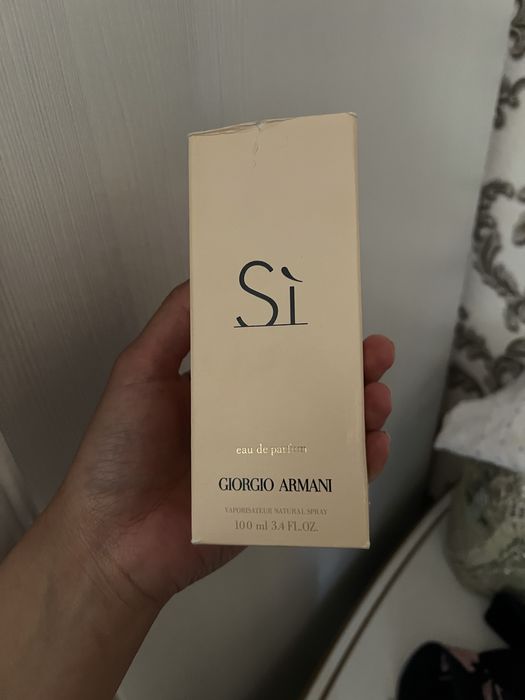 Sì
eau de parfum
GIORGIO ARMANI
VAPORISATEUR NATURAL SPRAY
100 ml 3.4 FL.OZ.